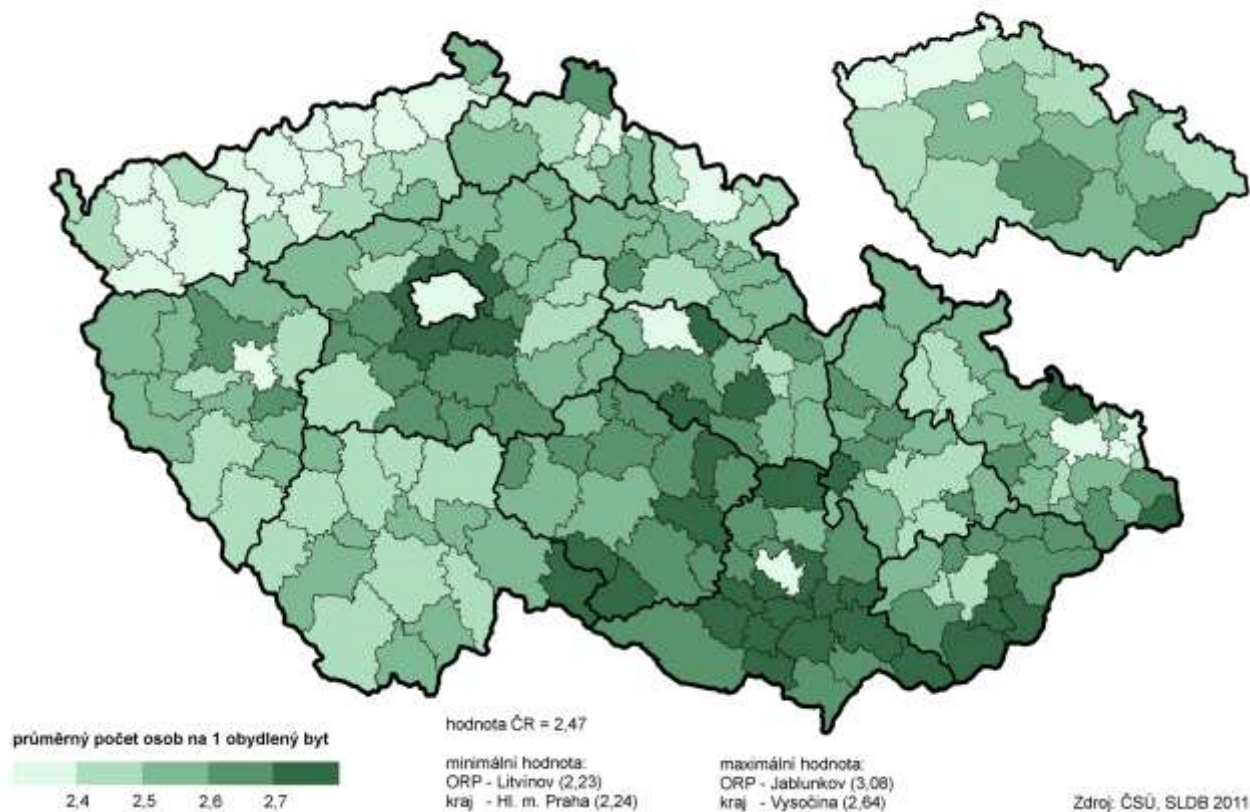 průměrný počet osob na 1 obydlený byt
2,4 2,5 2,6 2,7
hodnota ČR = 2,47
minimální hodnota:
ORP - Litvínov (2,23)
kraj - Hl. m. Praha (2,24)
maximální hodnota:
ORP - Jablunkov (3,08)
kraj - Vysočina (2,64)
Zdroj: ČSÚ, SLDB 2011